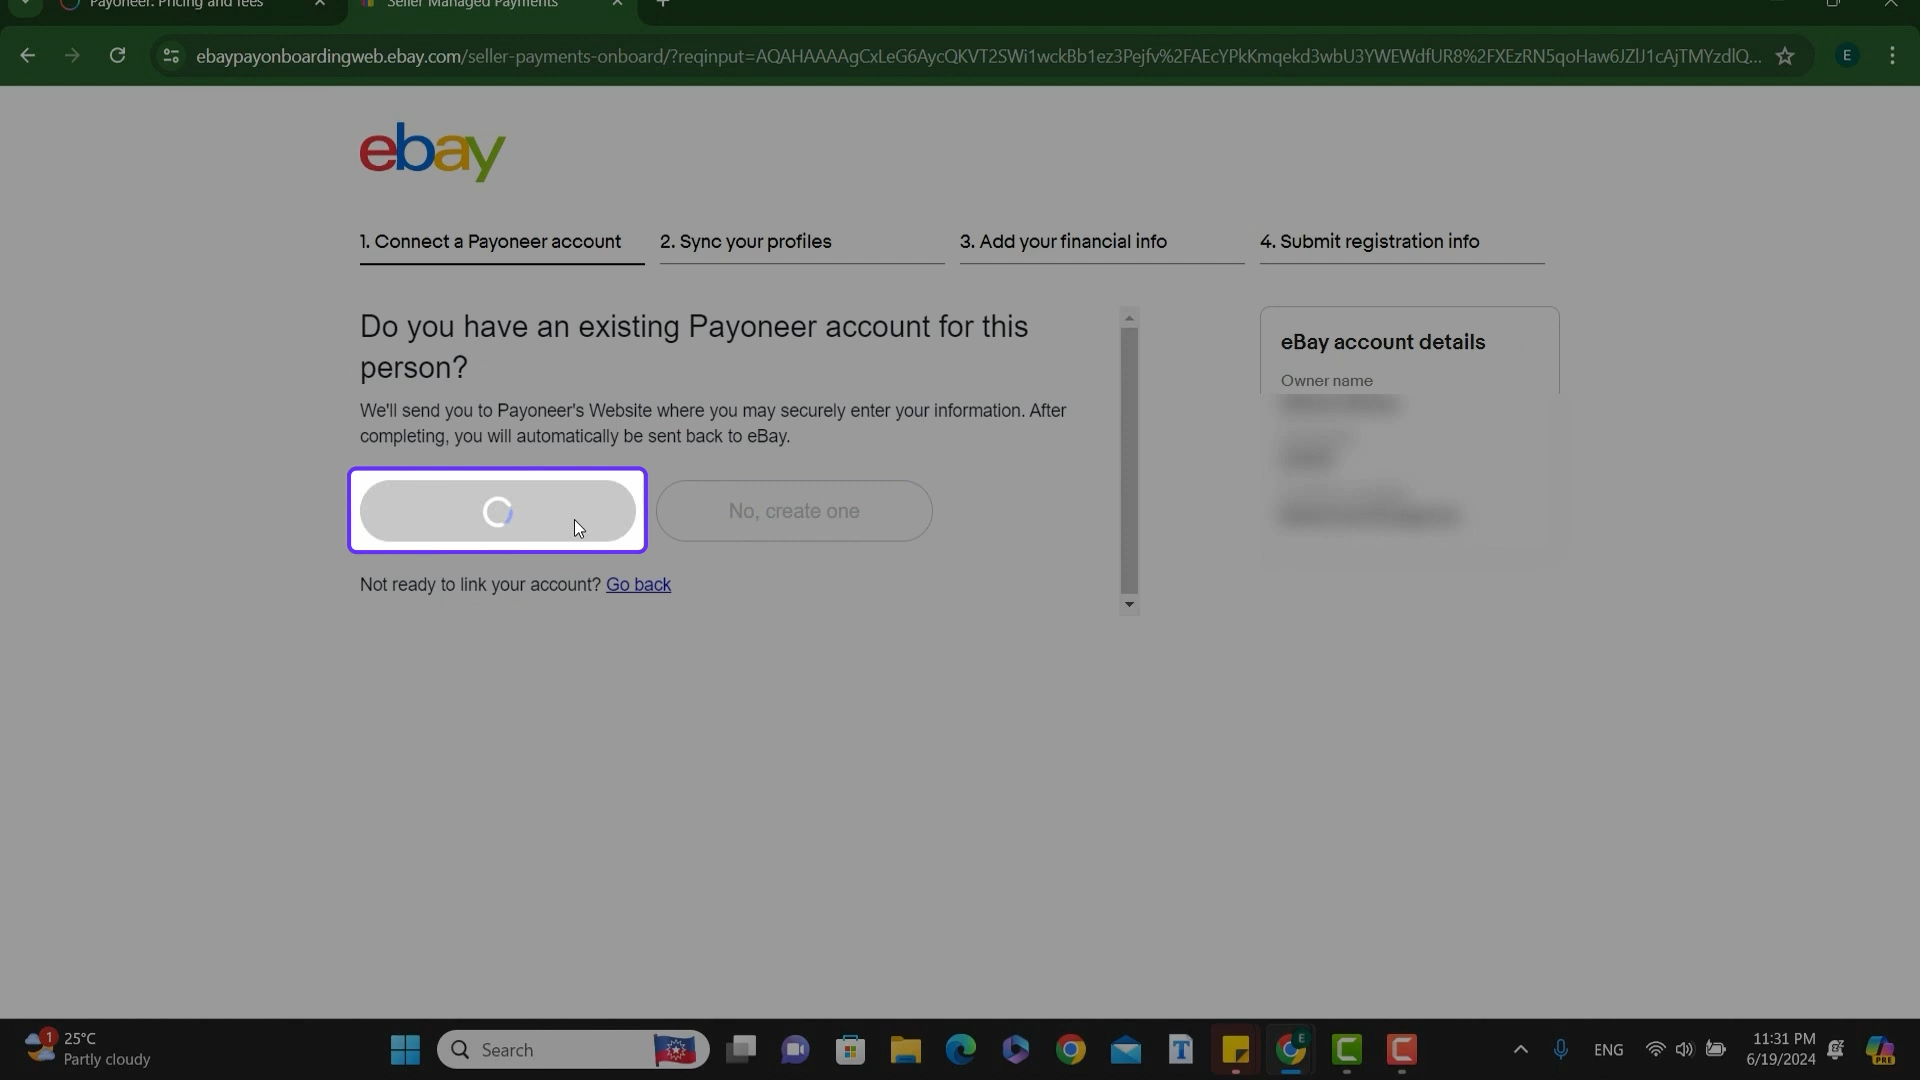 Payoneer: Pricing and fees
Seller Managed Payments
ebaypayonboardingweb.ebay.com/seller-payments-onboard/?reqinput=AQAHAAAAgCxLeG6AycQKVT2SWi1wckBb1ez3Pejfv%2FAEcYPkKmqekd3wbU3YWEWdfUR8%2FXEzRN5qoHaw6JZlJ1cAjTMYzdlQ...
E
ebay
1. Connect a Payoneer account
2. Sync your profiles
3. Add your financial info
4. Submit registration info
Do you have an existing Payoneer account for this
person?
We'll send you to Payoneer's Website where you may securely enter your information. After
completing, you will automatically be sent back to eBay.
No, create one
Not ready to link your account? Go back
eBay account details
Owner name
1
25°C
Partly cloudy
Search
T
E
C
C
ENG
11:31 PM
6/19/2024
PRE